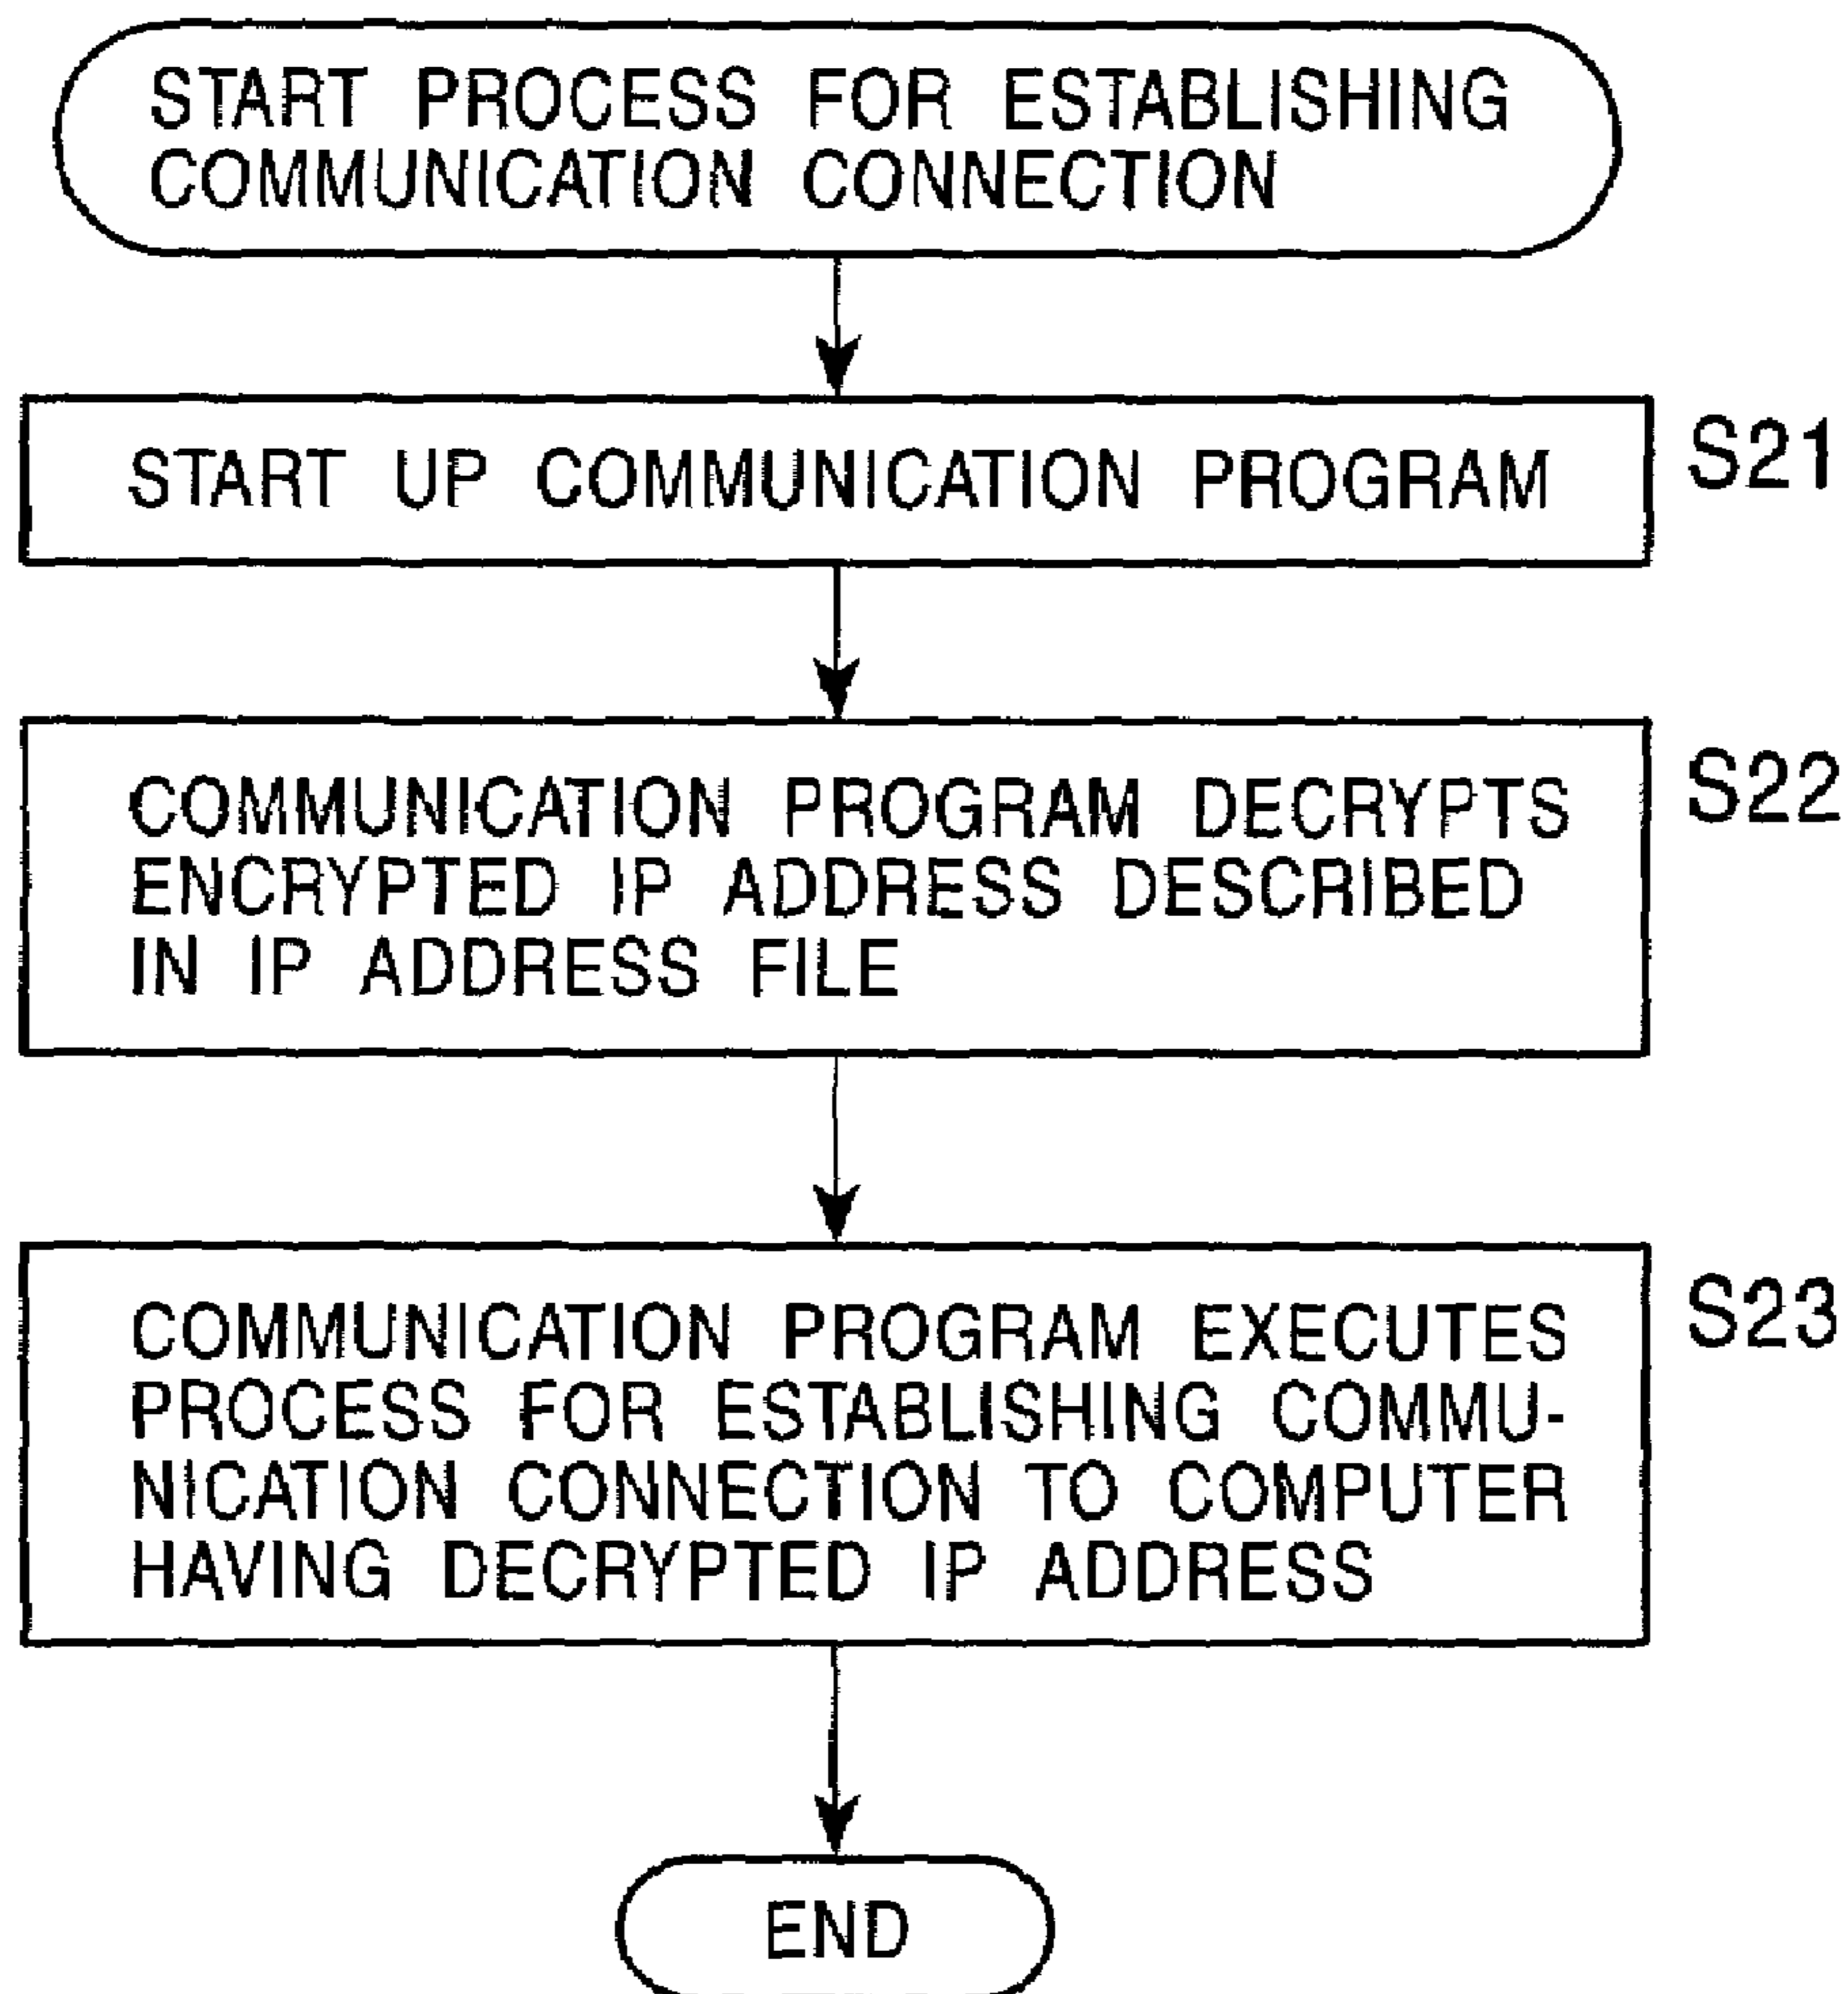 START PROCESS FOR ESTABLISHING
COMMUNICATION CONNECTION
START UP COMMUNICATION PROGRAM
S21
COMMUNICATION PROGRAM DECRYPTS
ENCRYPTED IP ADDRESS DESCRIBED
IN IP ADDRESS FILE
S22
COMMUNICATION PROGRAM EXECUTES
PROCESS FOR ESTABLISHING COMMU-
NICATION CONNECTION TO COMPUTER
HAVING DECRYPTED IP ADDRESS
S23
END